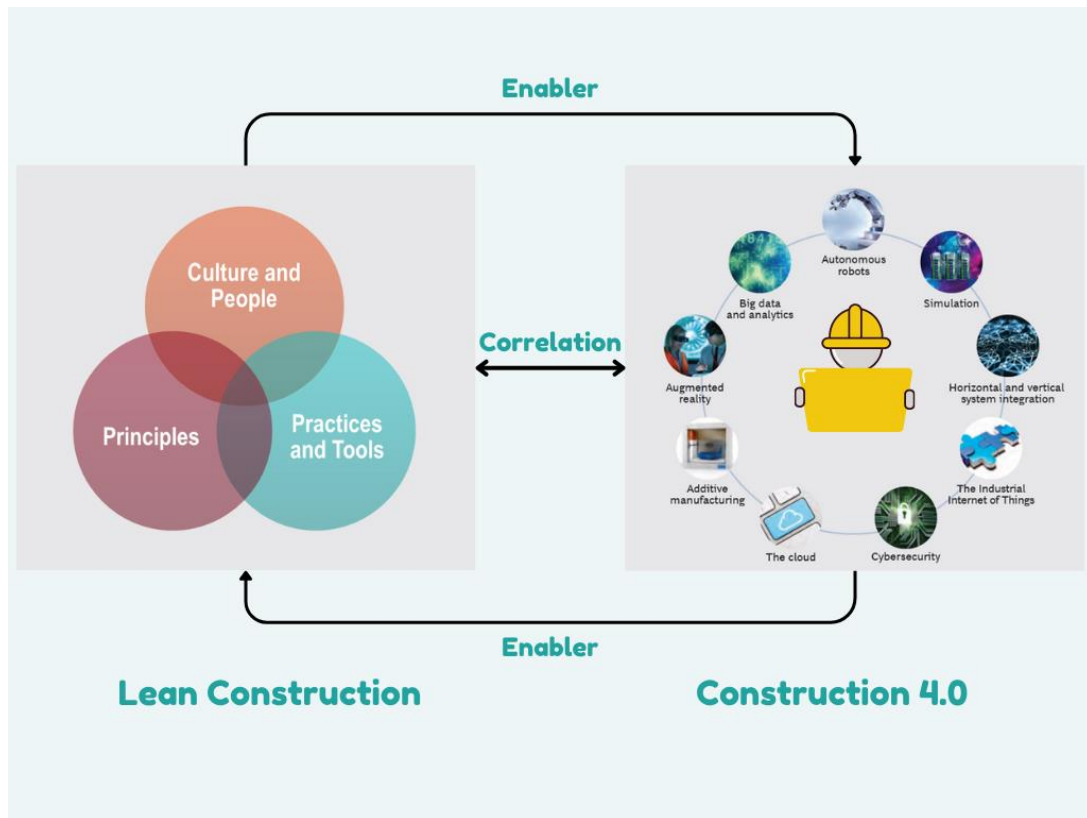 Enabler
Culture and
People
Principles
Practices
and Tools
Correlation
Autonomous
robots
Simulation
Horizontal and vertical
system integration
The Industrial
Internet of Things
Cybersecurity
The cloud
Additive
manufacturing
Augmented
reality
Big data
and analytics
Enabler
Lean Construction
Construction 4.0